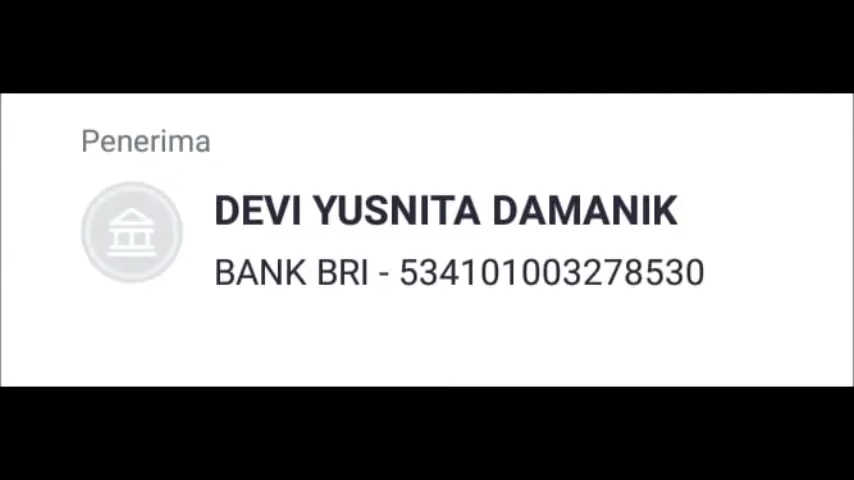 Penerima
DEVI YUSNITA DAMANIK
BANK BRI - 534101003278530